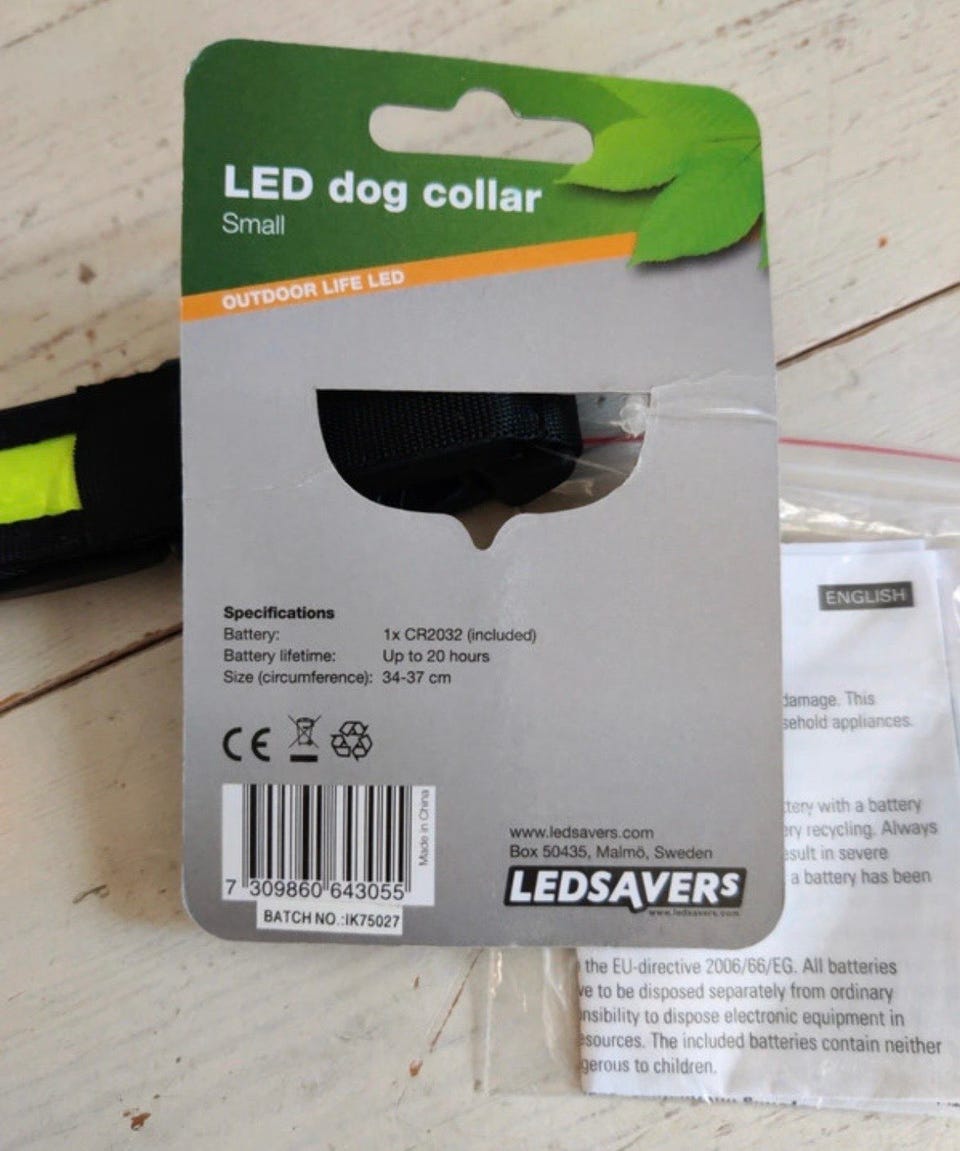 LED dog collar
Small
OUTDOOR LIFE LED
Specifications
Battery: 1x CR2032 (included)
Battery lifetime: Up to 20 hours
Size (circumference): 34-37 cm
CE
Made in China
7 309860 643055
BATCH NO.:IK75027
www.ledsavers.com
Box 50435, Malmö, Sweden
LEDSAVERS
www.ledsavers.com
ENGLISH
damage. This
sehold appliances.
ttery with a battery
ery recycling. Always
esult in severe
a battery has been
the EU-directive 2006/66/EG. All batteries
ve to be disposed separately from ordinary
nsibility to dispose electronic equipment in
esources. The included batteries contain neither
gerous to children.